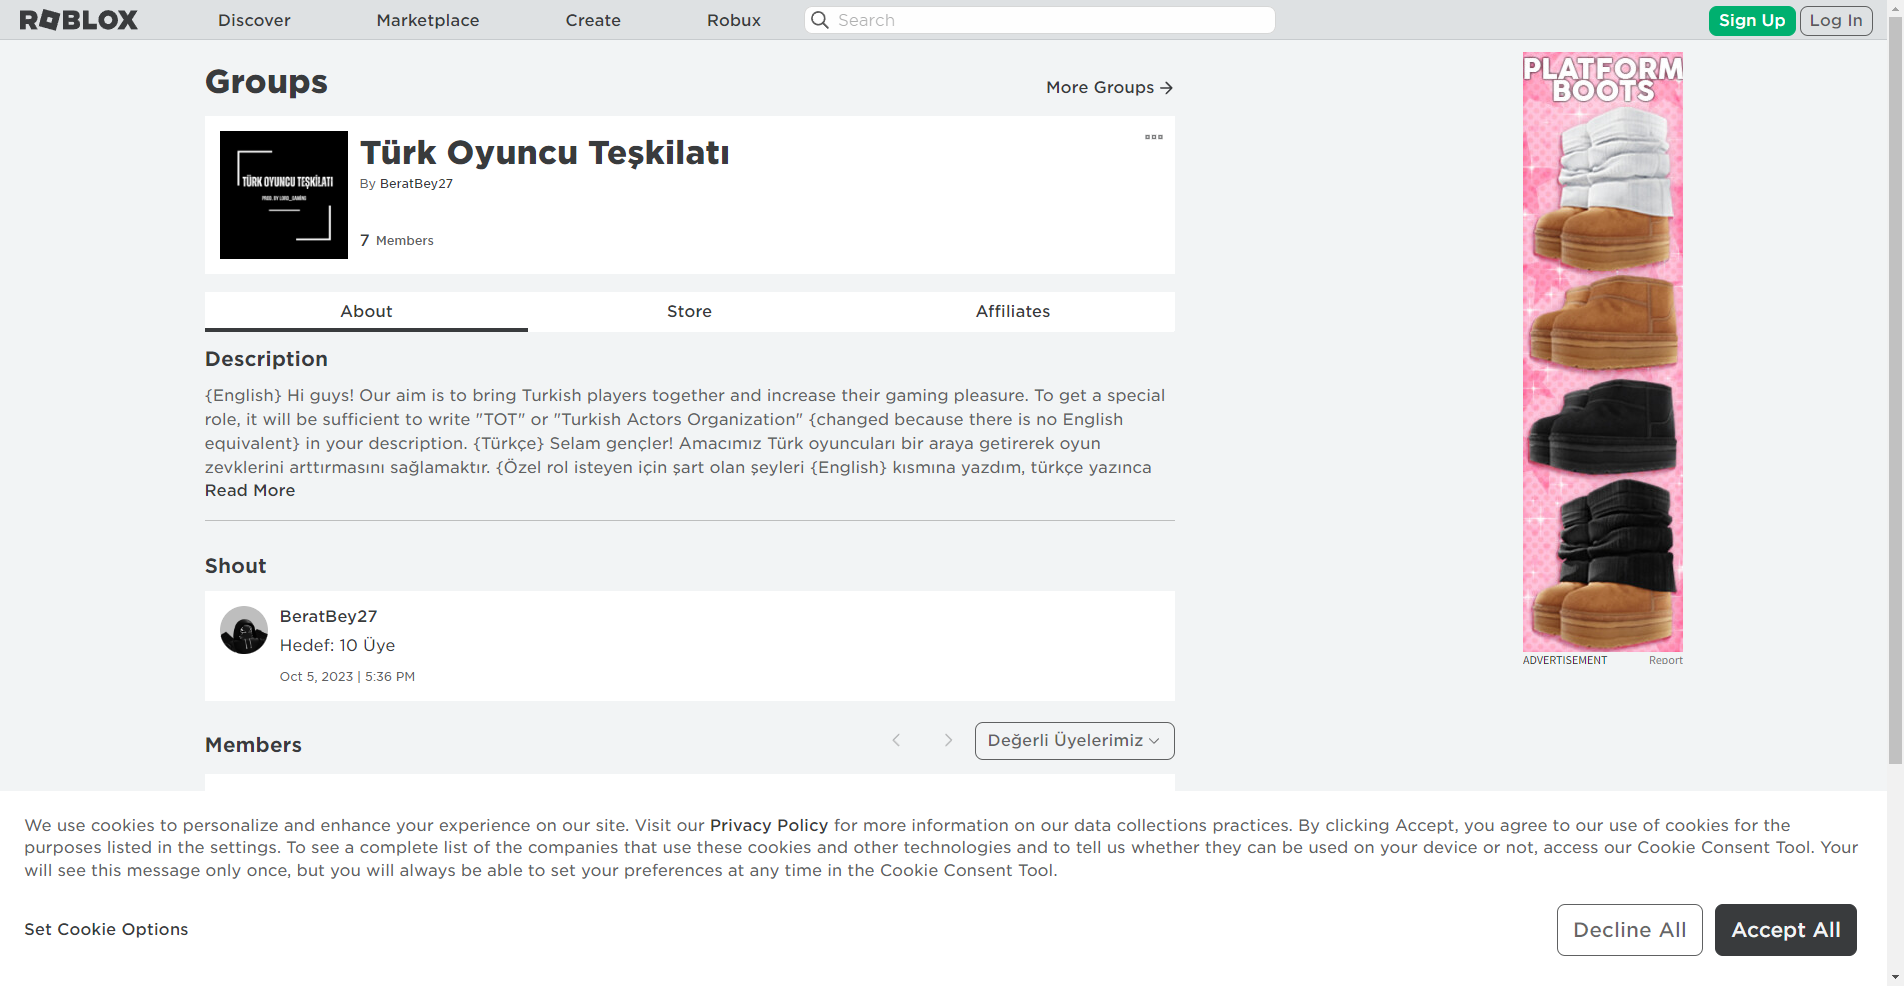 ROBLOX
Discover
Marketplace
Create
Robux
Search
Sign Up
Log In
Groups
More Groups
TÜRK OYUNCU TEŞKİLATI
PROD. BY LORD_GAMING
Türk Oyuncu Teşkilatı
By BeratBey27
7 Members
About
Store
Affiliates
Description
{English} Hi guys! Our aim is to bring Turkish players together and increase their gaming pleasure. To get a special
role, it will be sufficient to write "TOT" or "Turkish Actors Organization" {changed because there is no English
equivalent} in your description. {Türkçe} Selam gençler! Amacımız Türk oyuncuları bir araya getirerek oyun
zevklerini arttırmasını sağlamaktır. {Özel rol isteyen için şart olan şeyleri {English} kısmına yazdım, türkçe yazınca
Read More
Shout
BeratBey27
Hedef: 10 Üye
Oct 5, 2023 | 5:36 PM
Members
Değerli Üyelerimiz
PLATFORM
BOOTS
ADVERTISEMENT
Report
We use cookies to personalize and enhance your experience on our site. Visit our Privacy Policy for more information on our data collections practices. By clicking Accept, you agree to our use of cookies for the
purposes listed in the settings. To see a complete list of the companies that use these cookies and other technologies and to tell us whether they can be used on your device or not, access our Cookie Consent Tool. Your
will see this message only once, but you will always be able to set your preferences at any time in the Cookie Consent Tool.
Set Cookie Options
Decline All
Accept All